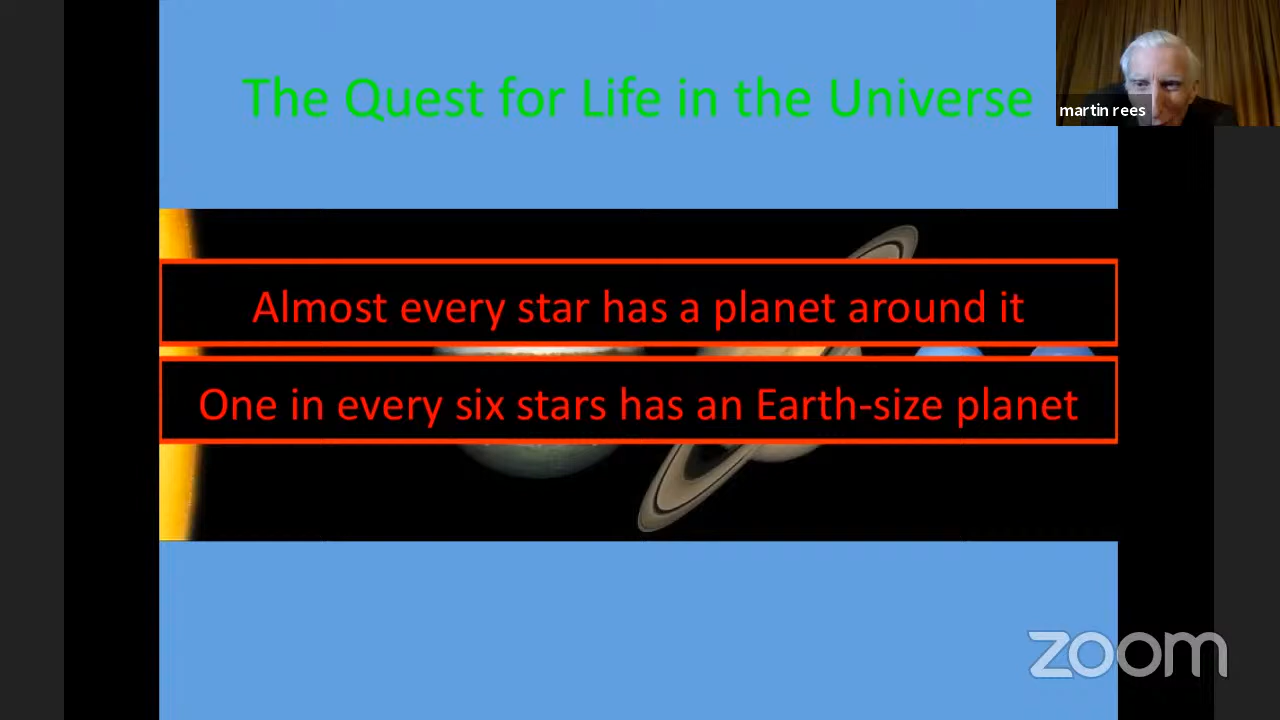 The Quest for Life in the Universe
martin rees
Almost every star has a planet around it
One in every six stars has an Earth-size planet
zoom